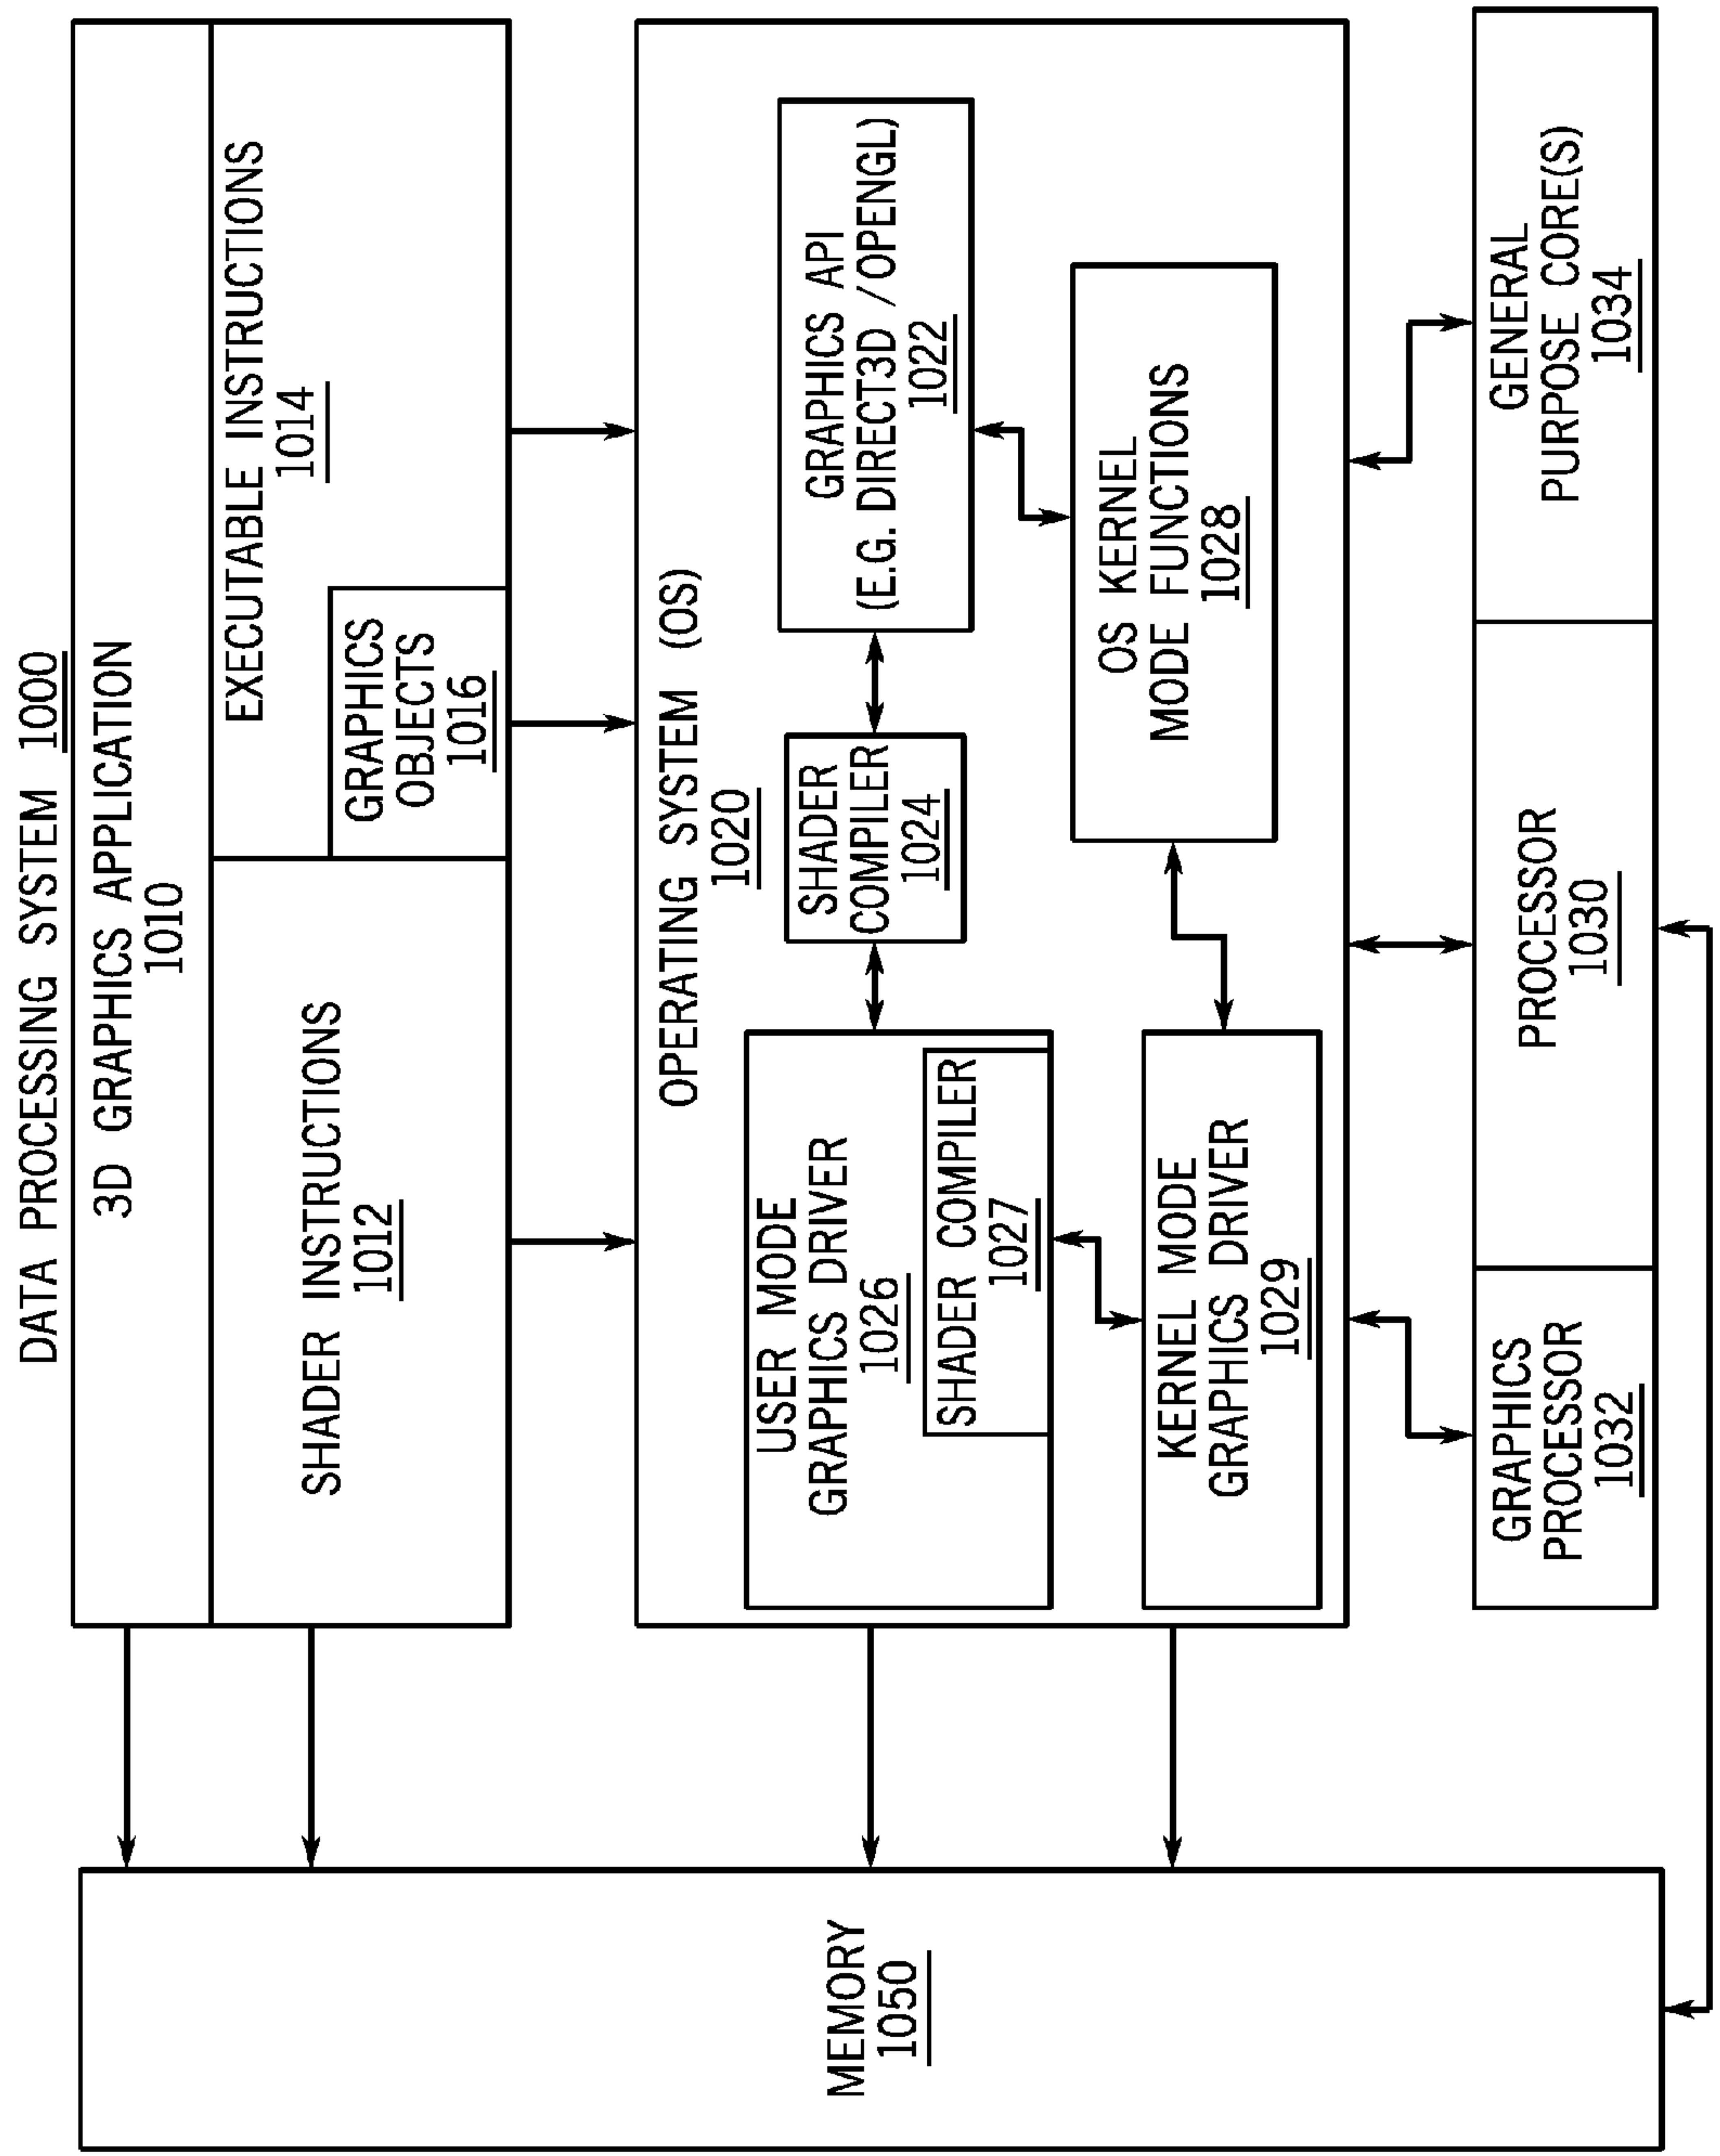 DATA PROCESSING SYSTEM 1000
3D GRAPHICS APPLICATION
1010
SHADER INSTRUCTIONS
1012
EXECUTABLE INSTRUCTIONS
1014
GRAPHICS
OBJECTS
1016
OPERATING SYSTEM (OS)
1020
USER MODE
GRAPHICS DRIVER
1026
SHADER COMPILER
1027
SHADER
COMPILER
1024
GRAPHICS API
(E.G. DIRECT3D /OPENGL)
1022
KERNEL MODE
GRAPHICS DRIVER
1029
OS KERNEL
MODE FUNCTIONS
1028
GRAPHICS
PROCESSOR
1032
PROCESSOR
1030
GENERAL
PURPOSE CORE(S)
1034
MEMORY
1050